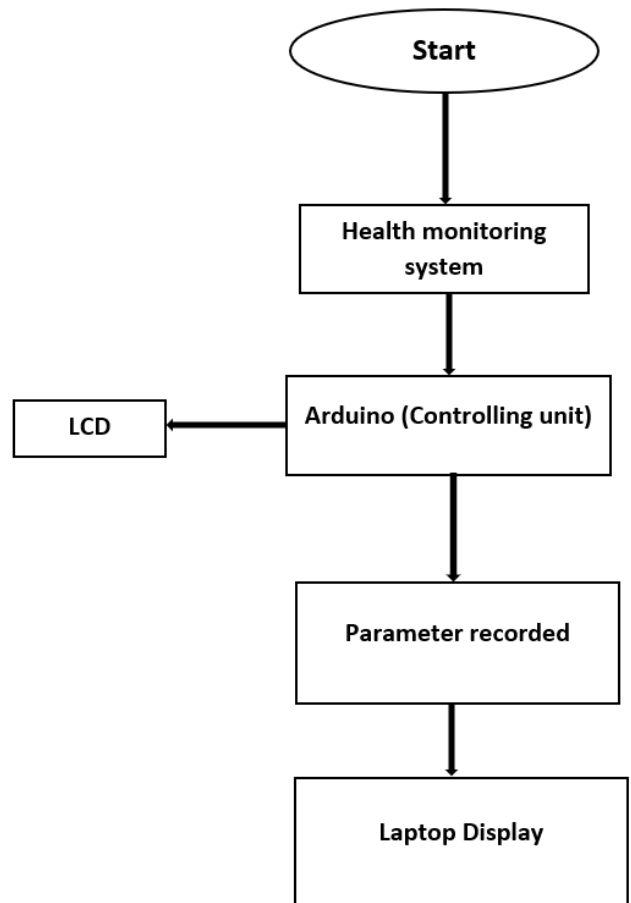 Start
Health monitoring
system
Arduino (Controlling unit)
LCD
Parameter recorded
Laptop Display